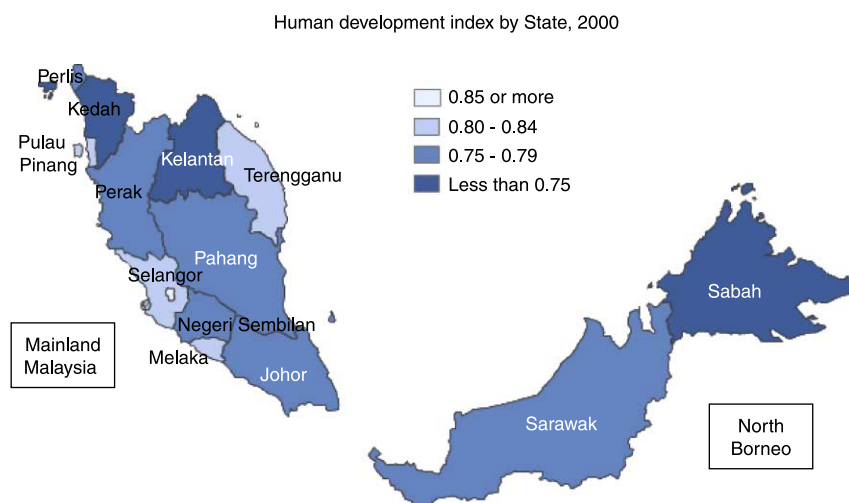 Human development index by State, 2000
0.85 or more
0.80 - 0.84
0.75 - 0.79
Less than 0.75
Perlis
Kedah
Pulau
Pinang
Kelantan
Terengganu
Perak
Pahang
Selangor
Negeri Sembilan
Melaka
Johor
Mainland
Malaysia
Sabah
Sarawak
North
Borneo